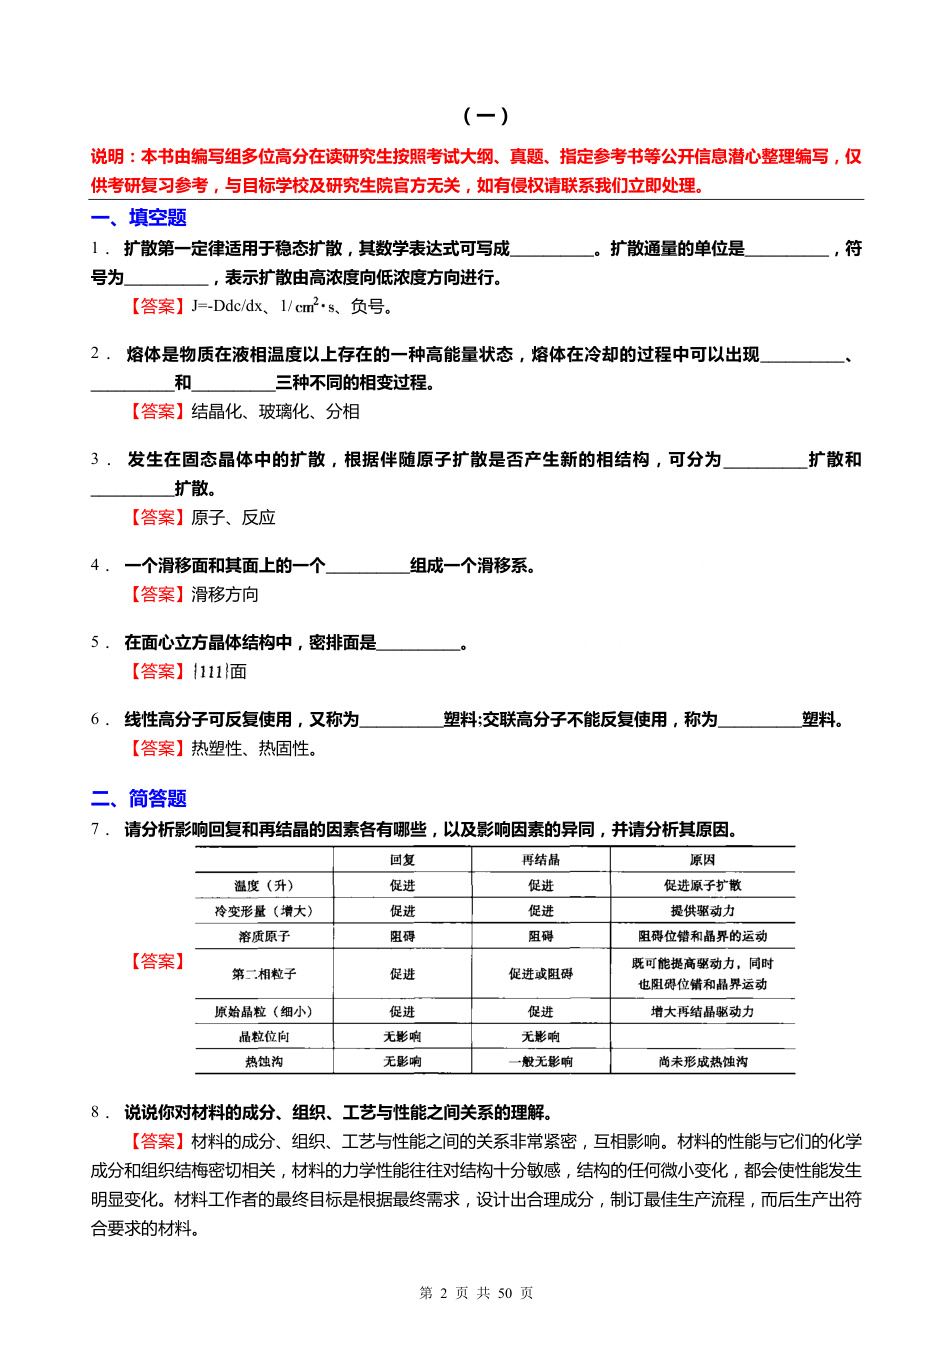 （一）
说明：本书由编写组多位高分在读研究生按照考试大纲、真题、指定参考书等公开信息潜心整理编写，仅
供考研复习参考，与目标学校及研究生院官方无关，如有侵权请联系我们立即处理。
一、填空题
1． 扩散第一定律适用于稳态扩散，其数学表达式可写成__________。扩散通量的单位是__________，符
号为__________，表示扩散由高浓度向低浓度方向进行。
【答案】J=-Ddc/dx、1/cm²·s、负号。
2． 熔体是物质在液相温度以上存在的一种高能量状态，熔体在冷却的过程中可以出现__________、
__________和__________三种不同的相变过程。
【答案】结晶化、玻璃化、分相
3． 发生在固态晶体中的扩散，根据伴随原子扩散是否产生新的相结构，可分为__________扩散和
__________扩散。
【答案】原子、反应
4． 一个滑移面和其面上的一个__________组成一个滑移系。
【答案】滑移方向
5． 在面心立方晶体结构中，密排面是__________。
【答案】{111}面
6． 线性高分子可反复使用，又称为__________塑料;交联高分子不能反复使用，称为__________塑料。
【答案】热塑性、热固性。
二、简答题
7． 请分析影响回复和再结晶的因素各有哪些，以及影响因素的异同，并请分析其原因。
回复 再结晶 原因
温度（升） 促进 促进 促进原子扩散
冷变形量（增大） 促进 促进 提供驱动力
溶质原子 阻碍 阻碍 阻碍位错和晶界的运动
【答案】
第二相粒子 促进 促进或阻碍 既可能提高驱动力，同时
也阻碍位错和晶界运动
原始晶粒（细小） 促进 促进 增大再结晶驱动力
晶粒位向 无影响 无影响
热蚀沟 无影响 一般无影响 尚未形成热蚀沟
8． 说说你对材料的成分、组织、工艺与性能之间关系的理解。
【答案】材料的成分、组织、工艺与性能之间的关系非常紧密，互相影响。材料的性能与它们的化学
成分和组织结梅密切相关，材料的力学性能往往对结构十分敏感，结构的任何微小变化，都会使性能发生
明显变化。材料工作者的最终目标是根据最终需求，设计出合理成分，制订最佳生产流程，而后生产出符
合要求的材料。
第 2 页 共 50 页